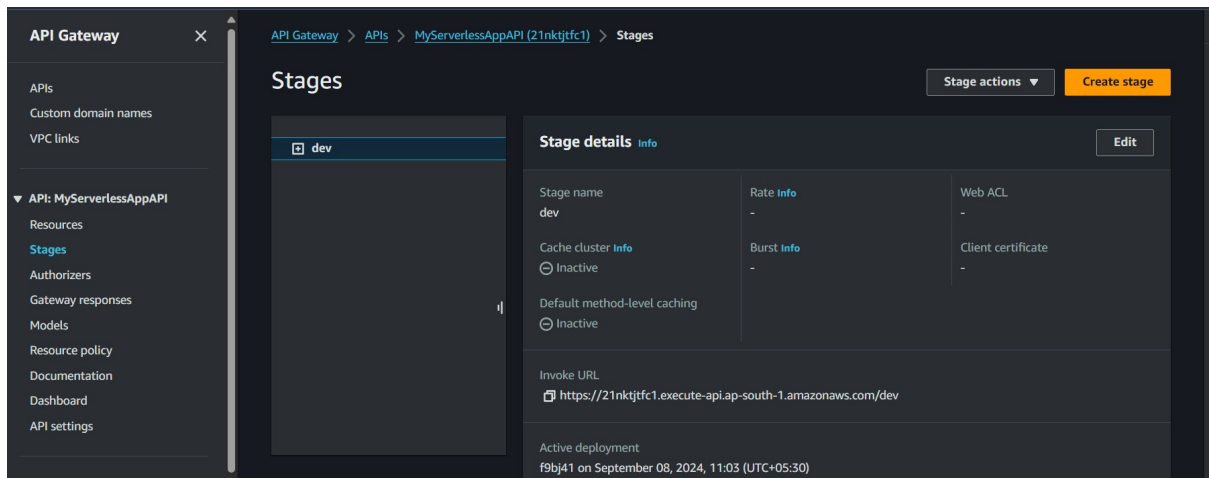 API Gateway
APIs
Custom domain names
VPC links
API: MyServerlessAppAPI
Resources
Stages
Authorizers
Gateway responses
Models
Resource policy
Documentation
Dashboard
API settings
API Gateway > APIs > MyServerlessAppAPI (21nktjtfc1) > Stages
Stages
Stage actions
Create stage
dev
Stage details Info
Edit
Stage name
dev
Rate Info
-
Web ACL
-
Cache cluster Info
Inactive
Burst Info
-
Client certificate
-
Default method-level caching
Inactive
Invoke URL
https://21nktjtfc1.execute-api.ap-south-1.amazonaws.com/dev
Active deployment
f9bj41 on September 08, 2024, 11:03 (UTC+05:30)